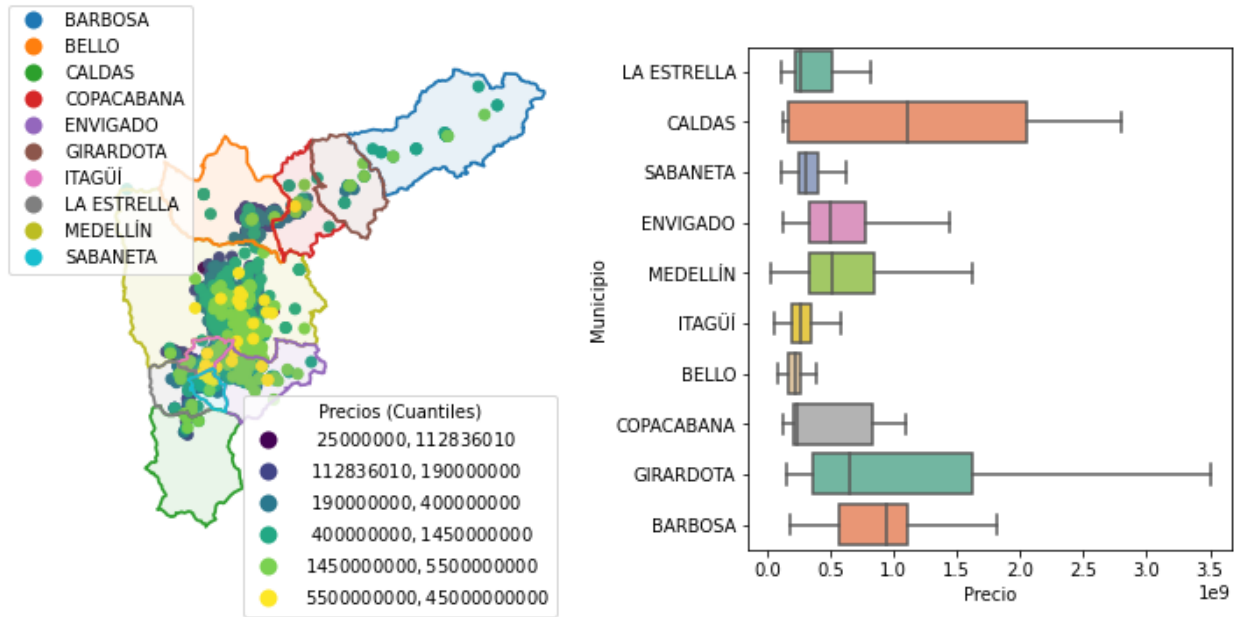 BARBOSA
BELLO
CALDAS
COPACABANA
ENVIGADO
GIRARDOTA
ITAGÜÍ
LA ESTRELLA
MEDELLÍN
SABANETA
Precios (Cuantiles)
25000000, 112836010
112836010, 190000000
190000000, 400000000
400000000, 1450000000
1450000000, 5500000000
5500000000, 45000000000
Municipio
LA ESTRELLA
CALDAS
SABANETA
ENVIGADO
MEDELLÍN
ITAGÜÍ
BELLO
COPACABANA
GIRARDOTA
BARBOSA
0.0 0.5 1.0 1.5 2.0 2.5 3.0 3.5
1e9
Precio